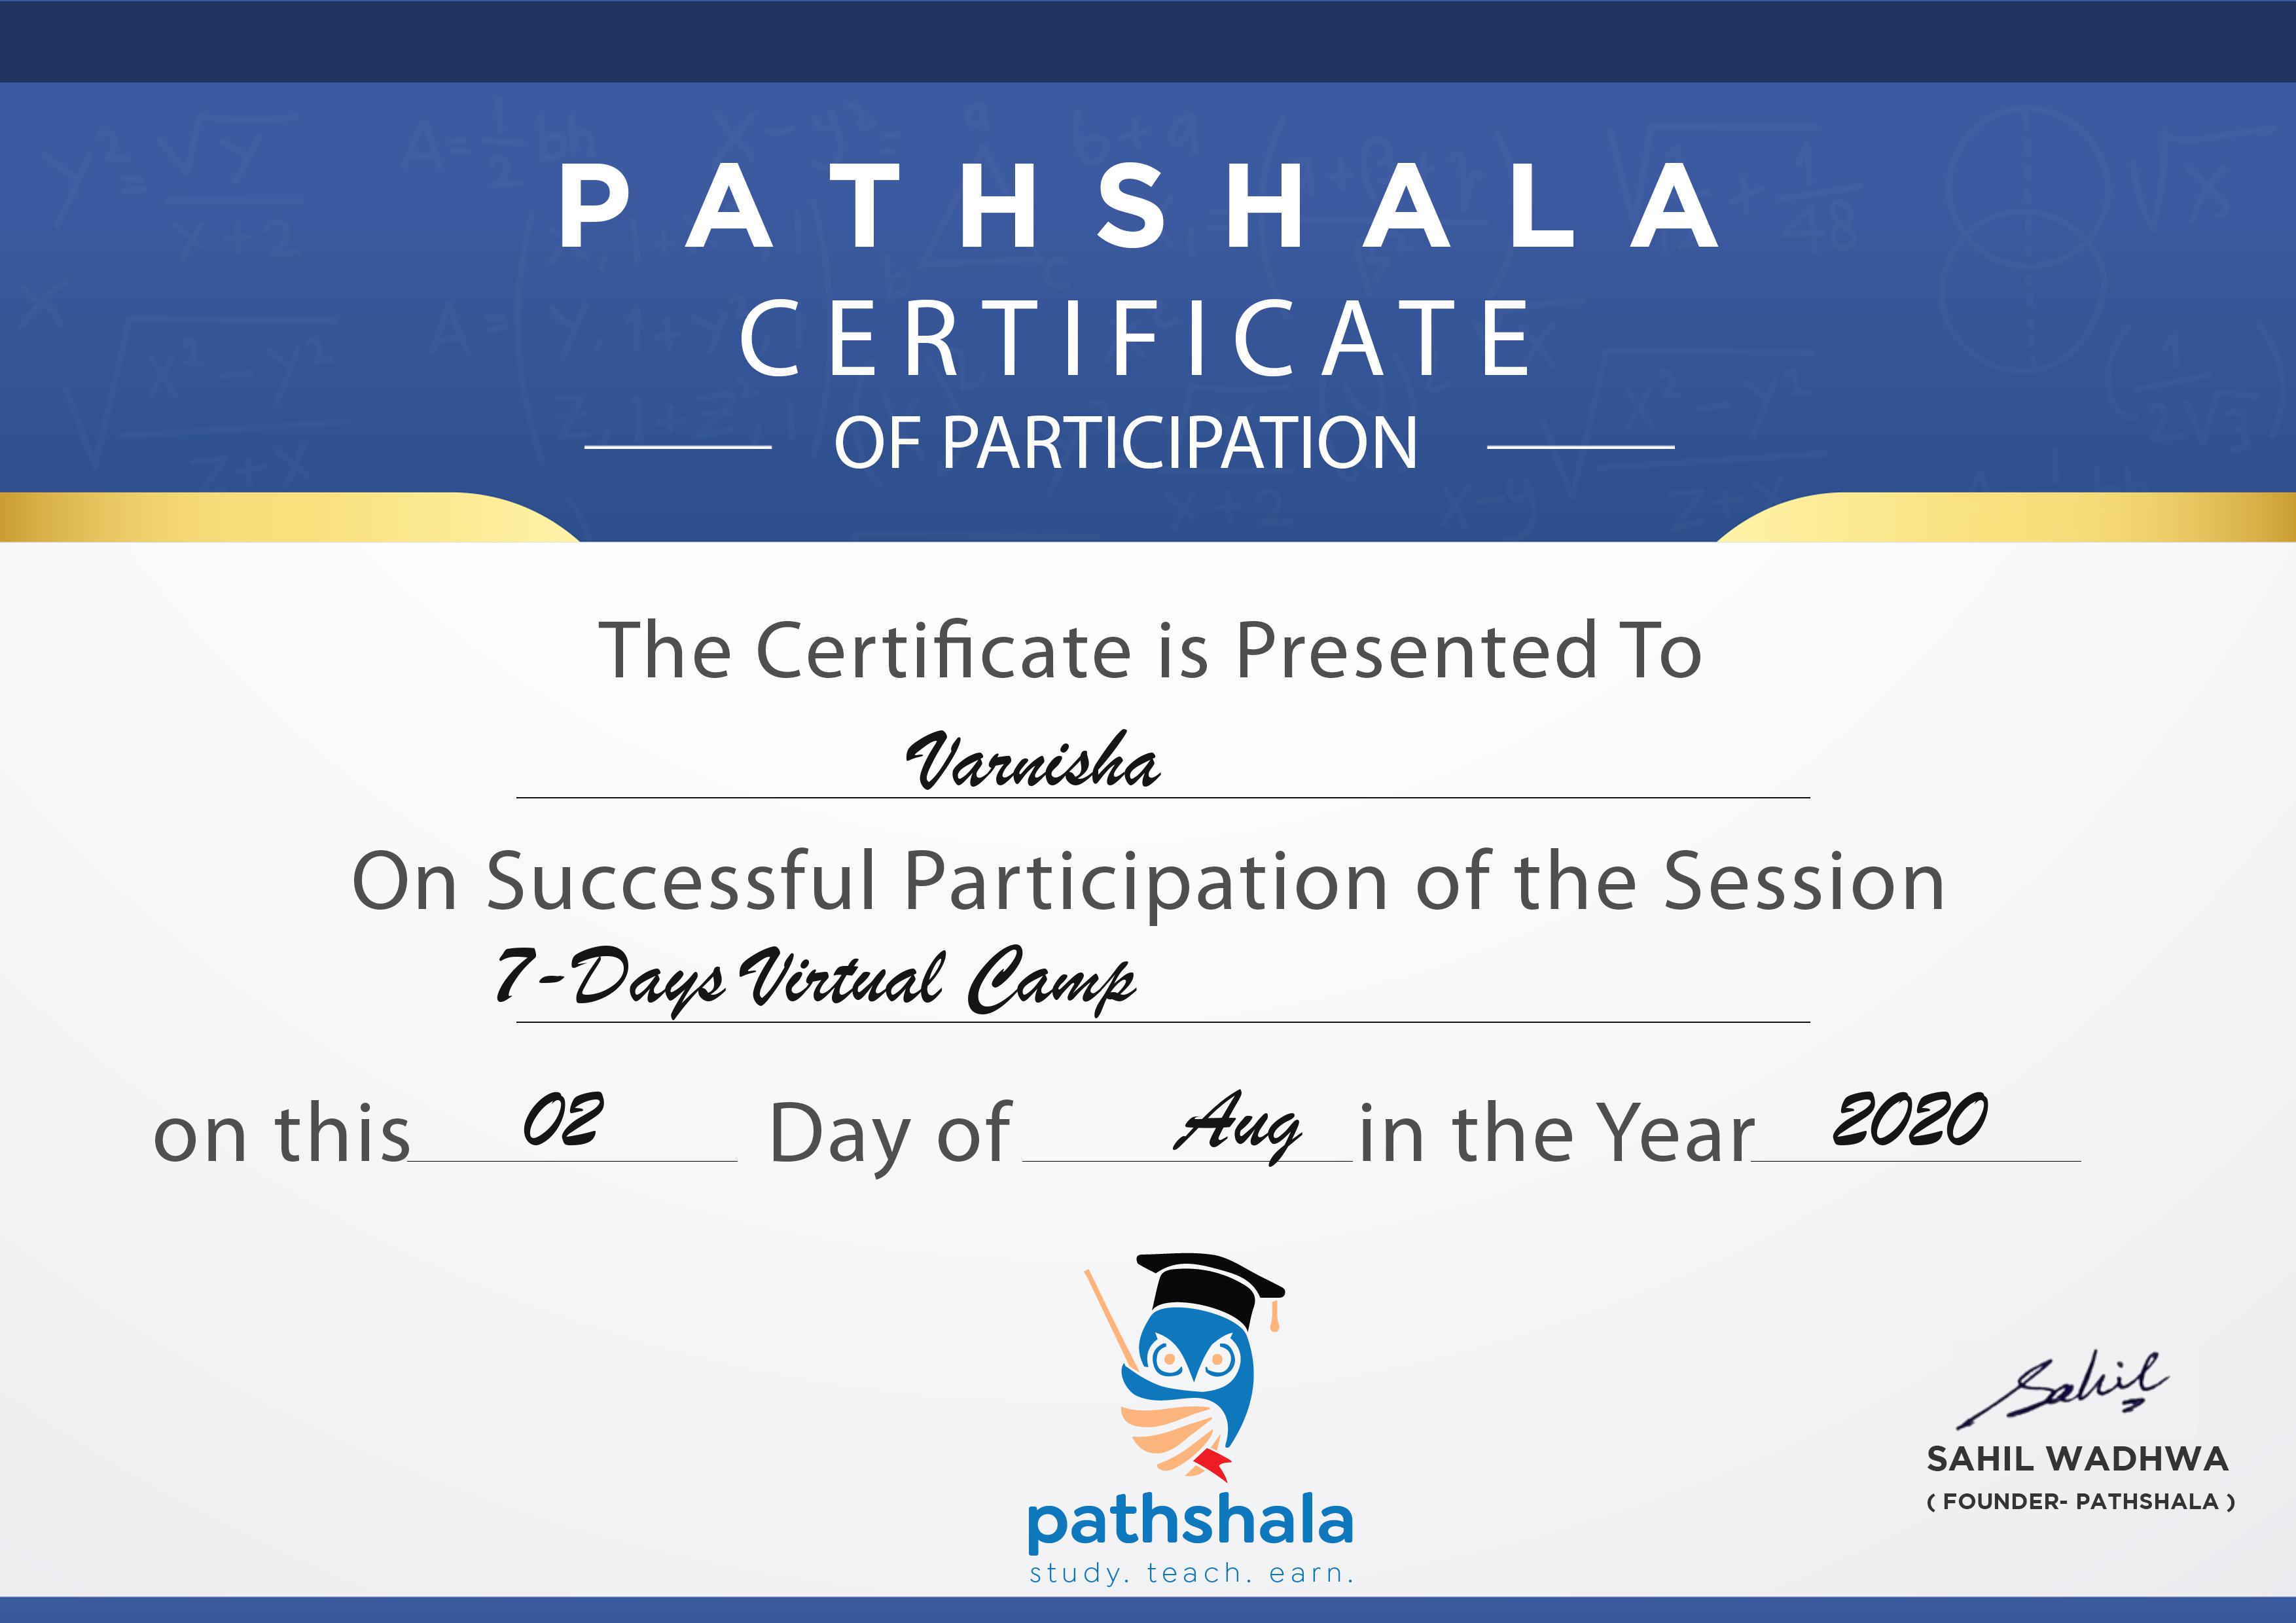 PATHSHALA
CERTIFICATE
OF PARTICIPATION
The Certificate is Presented To
Varnisha
On Successful Participation of the Session
7-Days Virtual Camp
on this 02 Day of Aug in the Year 2020
Sahil
SAHIL WADHWA
( FOUNDER- PATHSHALA )
pathshala
study. teach. earn.